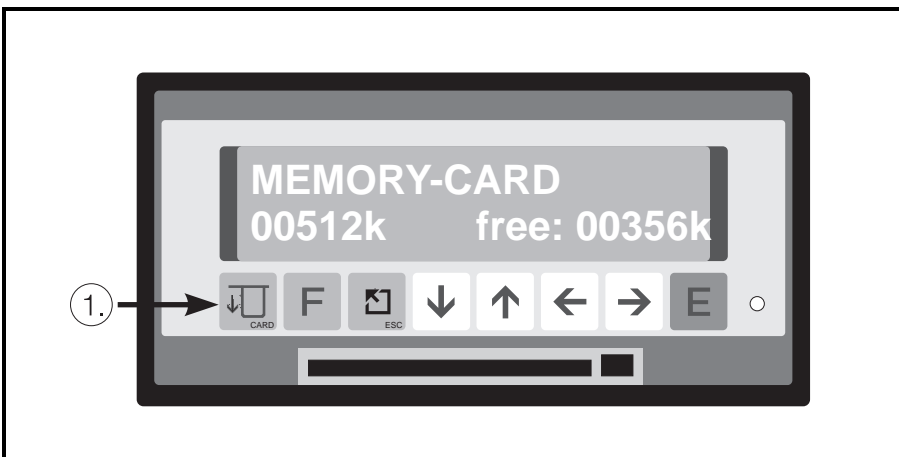 MEMORY-CARD
00512k free: 00356k
1.
CARD
F
ESC
E